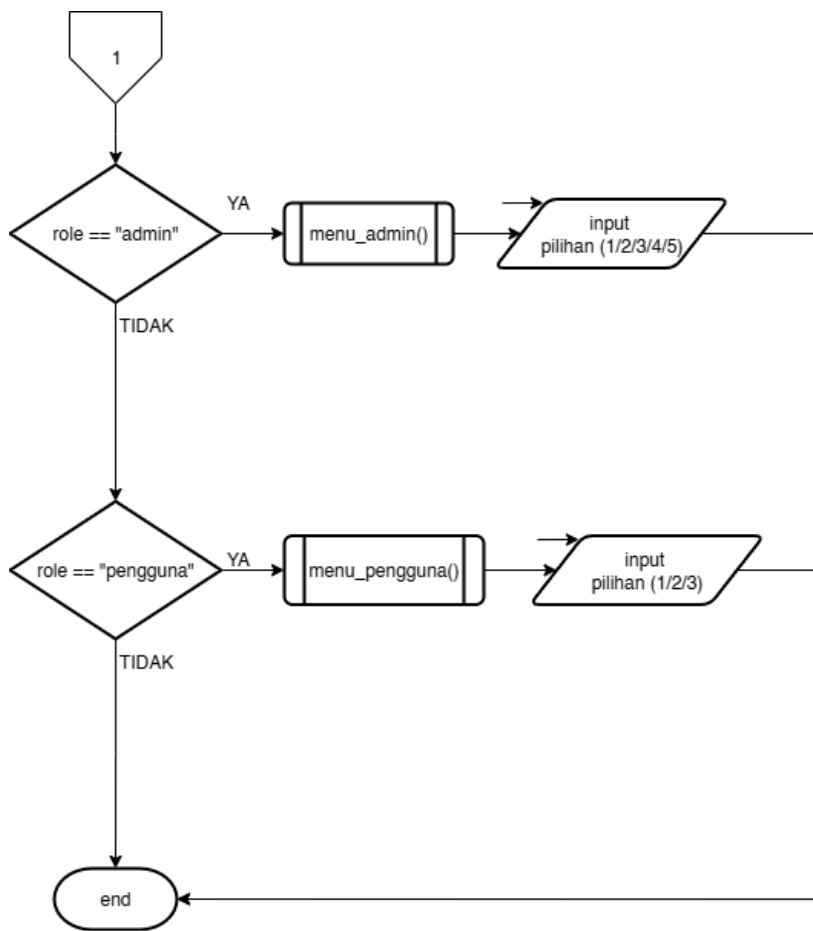 1
role == "admin"
YA
menu_admin()
input
pilihan (1/2/3/4/5)
TIDAK
role == "pengguna"
YA
menu_pengguna()
input
pilihan (1/2/3)
TIDAK
end